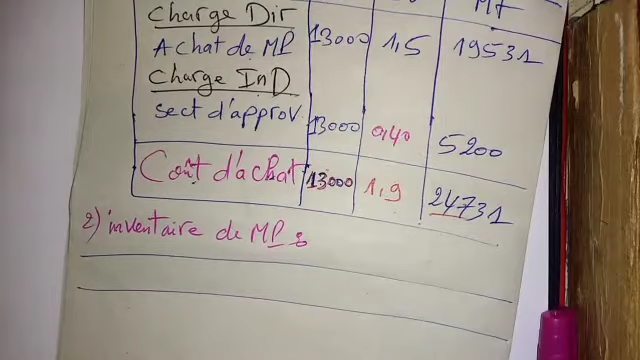 Charge Dir MT
Achat de MP 13000 1,5 19531
Charge InD
sect d'approv 13000 0,40 5200
Coût d'achat 13000 1,9 24731
2) inventaire de MP :